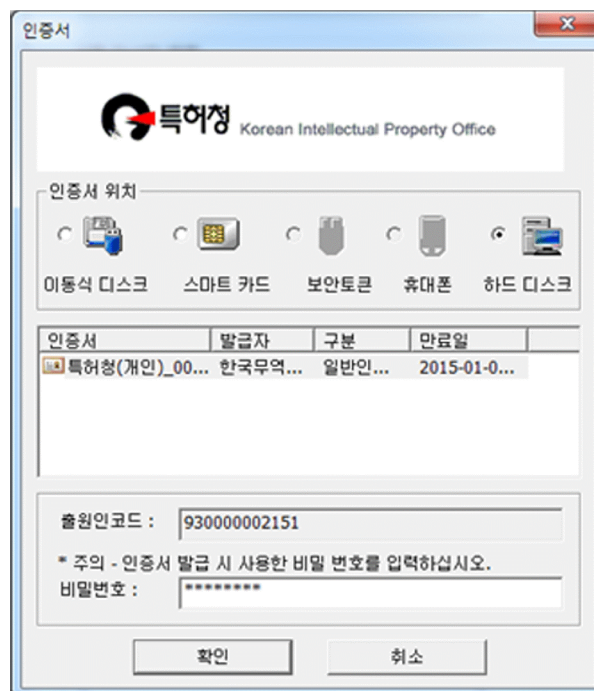 인증서
특허청 Korean Intellectual Property Office
인증서 위치
이동식 디스크 스마트 카드 보안토큰 휴대폰 하드 디스크
인증서 발급자 구분 만료일
특허청(개인)_00... 한국무역... 일반인... 2015-01-0...
출원인코드 : 930000002151
* 주의 - 인증서 발급 시 사용한 비밀 번호를 입력하십시오.
비밀번호 : ********
확인 취소